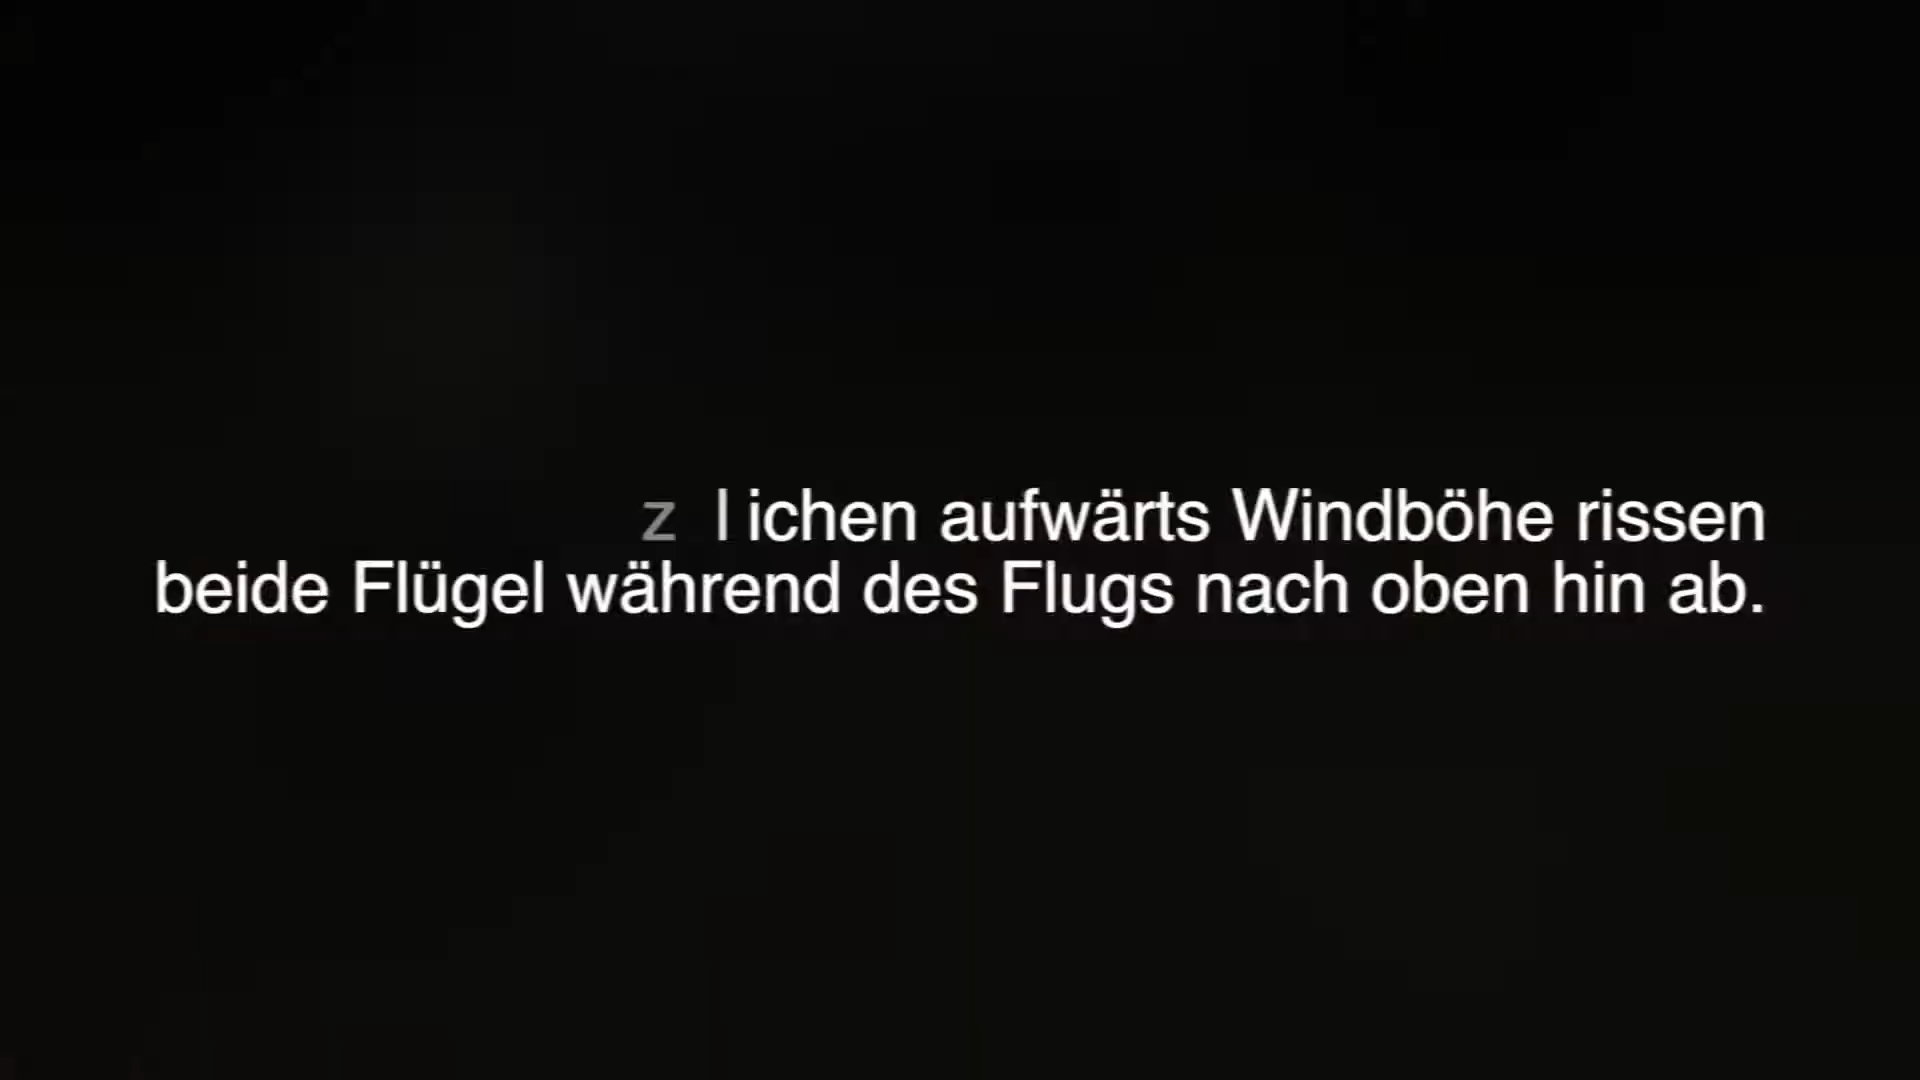 z l ichen aufwärts Windböhe rissen
beide Flügel während des Flugs nach oben hin ab.